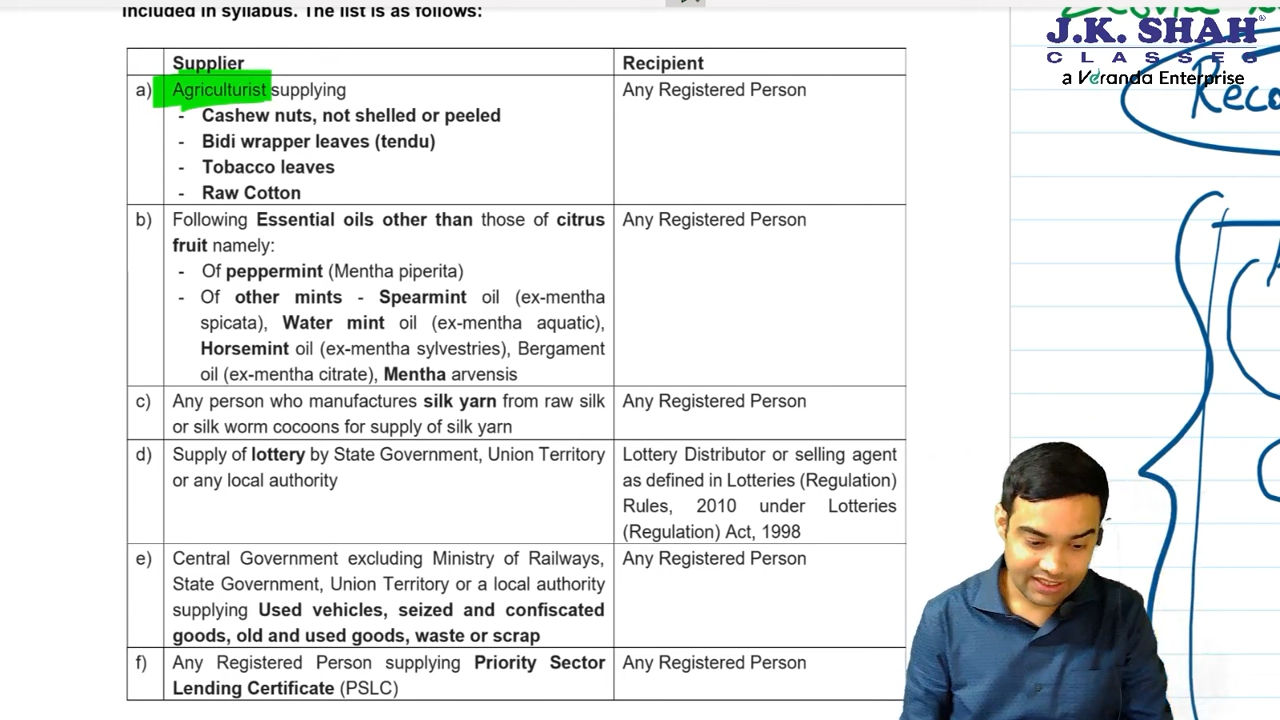 included in syllabus. The list is as follows:
Supplier Recipient
a) Agriculturist supplying Any Registered Person
- Cashew nuts, not shelled or peeled
- Bidi wrapper leaves (tendu)
- Tobacco leaves
- Raw Cotton
b) Following Essential oils other than those of citrus Any Registered Person
fruit namely:
- Of peppermint (Mentha piperita)
- Of other mints - Spearmint oil (ex-mentha
spicata), Water mint oil (ex-mentha aquatic),
Horsemint oil (ex-mentha sylvestries), Bergament
oil (ex-mentha citrate), Mentha arvensis
c) Any person who manufactures silk yarn from raw silk Any Registered Person
or silk worm cocoons for supply of silk yarn
d) Supply of lottery by State Government, Union Territory Lottery Distributor or selling agent
or any local authority as defined in Lotteries (Regulation)
Rules, 2010 under Lotteries
(Regulation) Act, 1998
e) Central Government excluding Ministry of Railways, Any Registered Person
State Government, Union Territory or a local authority
supplying Used vehicles, seized and confiscated
goods, old and used goods, waste or scrap
f) Any Registered Person supplying Priority Sector Any Registered Person
Lending Certificate (PSLC)
J.K. SHAH®
CLASSES
a Veranda Enterprise
Reco